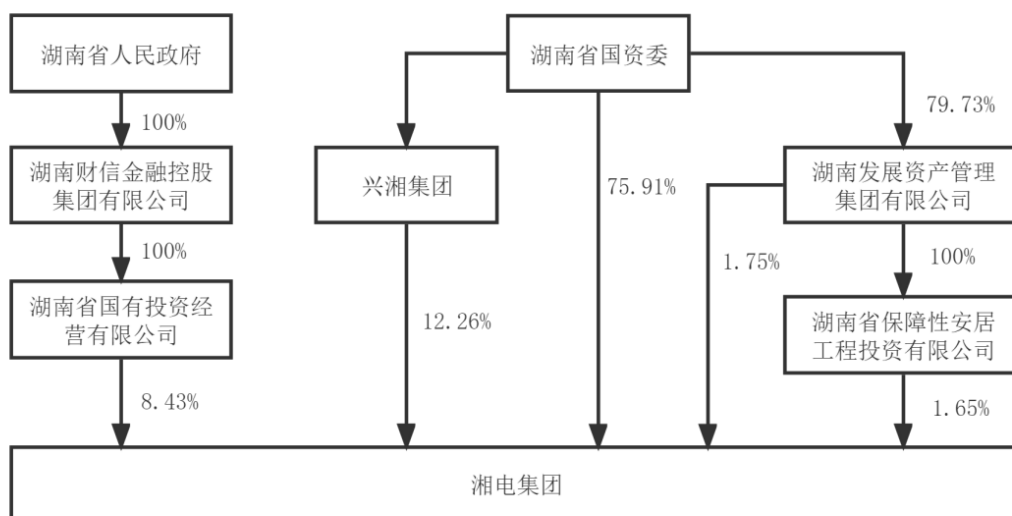 湖南省人民政府
湖南省国资委
79.73%
100%
湖南财信金融控股
集团有限公司
兴湘集团
75.91%
湖南发展资产管理
集团有限公司
100%
1.75%
100%
湖南省国有投资经
营有限公司
12.26%
湖南省保障性安居
工程投资有限公司
8.43%
1.65%
湘电集团